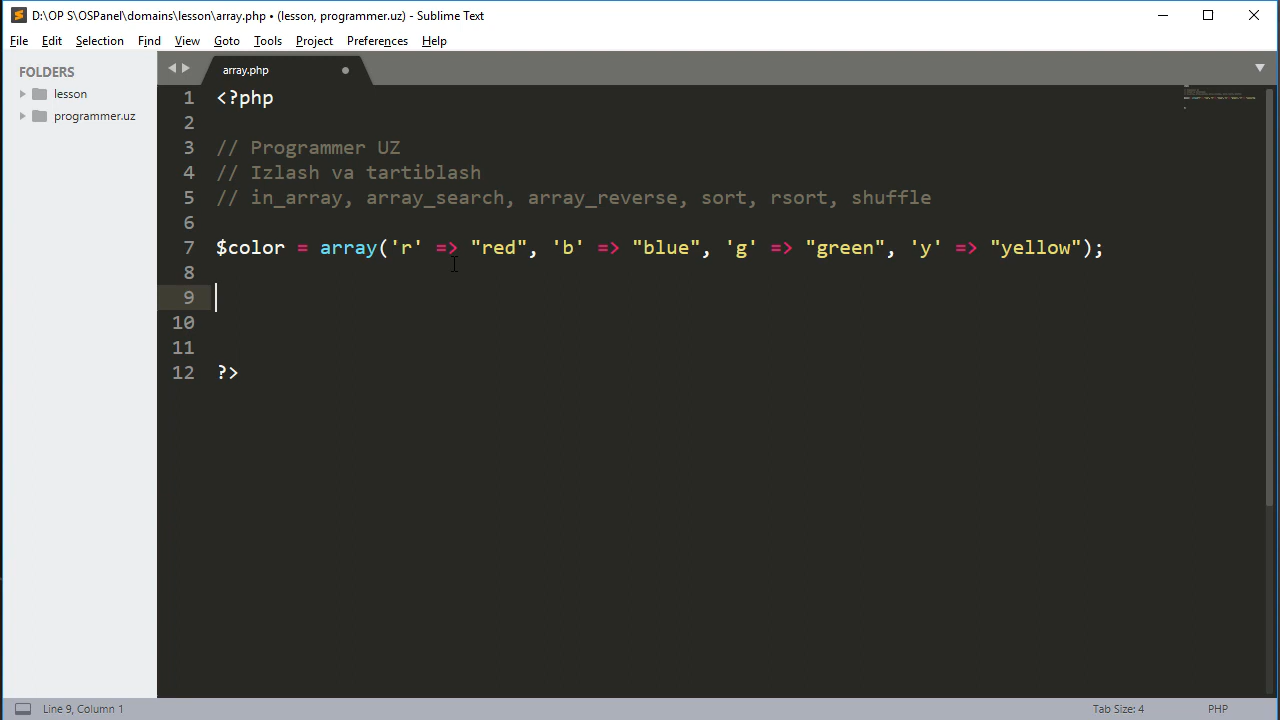 D:\OP S\OSPanel\domains\lesson\array.php • (lesson, programmer.uz) - Sublime Text
File Edit Selection Find View Goto Tools Project Preferences Help
FOLDERS
lesson
programmer.uz
array.php
1 <?php
2
3 // Programmer UZ
4 // Izlash va tartiblash
5 // in_array, array_search, array_reverse, sort, rsort, shuffle
6
7 $color = array('r' => "red", 'b' => "blue", 'g' => "green", 'y' => "yellow");
8
9
10
11
12 ?>
Line 9, Column 1 Tab Size: 4 PHP